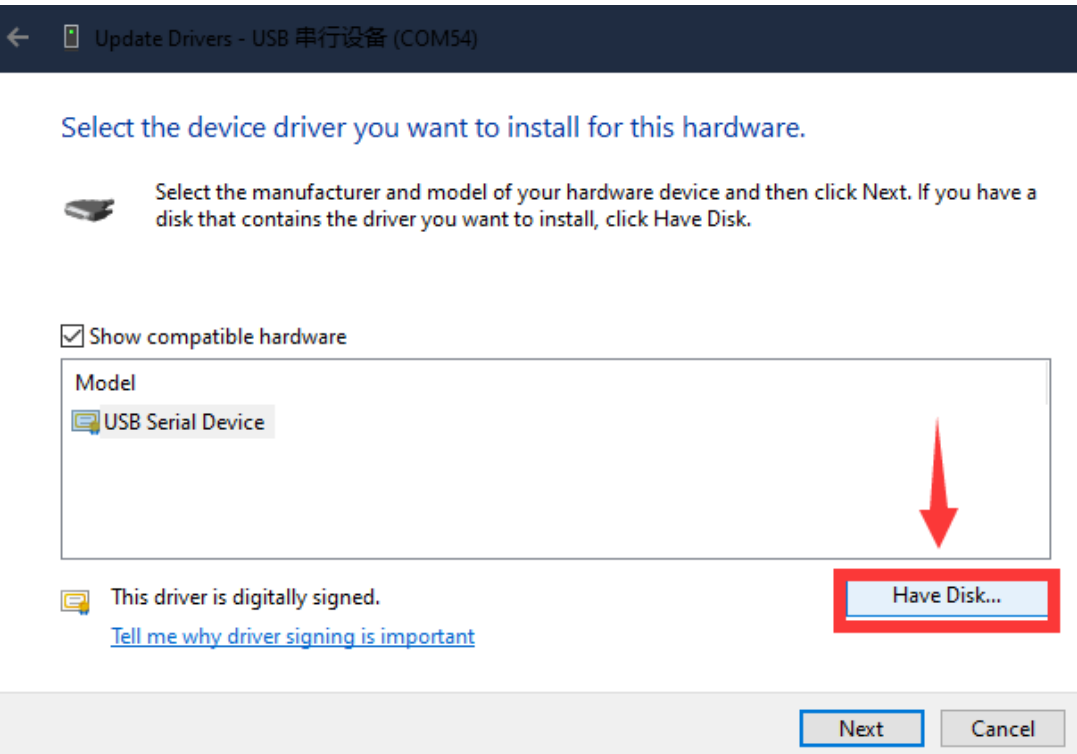 Update Drivers - USB 串行设备 (COM54)
Select the device driver you want to install for this hardware.
Select the manufacturer and model of your hardware device and then click Next. If you have a
disk that contains the driver you want to install, click Have Disk.
Show compatible hardware
Model
USB Serial Device
This driver is digitally signed.
Have Disk...
Tell me why driver signing is important
Next
Cancel